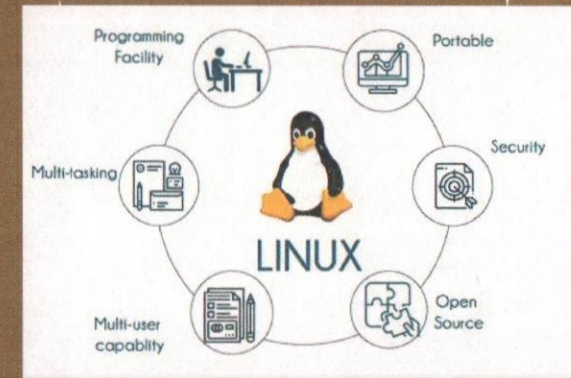 Programming
Facility
Portable
Multi-tasking
Security
LINUX
Multi-user
capablity
Open
Source